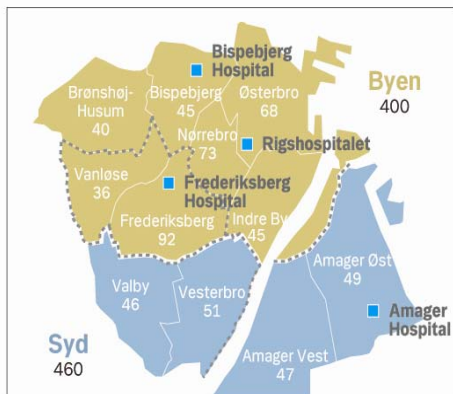 Bispebjerg
Hospital
Byen
400
Brønshøj-
Husum
40
Bispebjerg
45
Østerbro
68
Nørrebro
73
Rigshospitalet
Vanløse
36
Frederiksberg
Hospital
Frederiksberg
92
Indre By
45
Valby
46
Vesterbro
51
Amager Øst
49
Amager
Hospital
Syd
460
Amager Vest
47